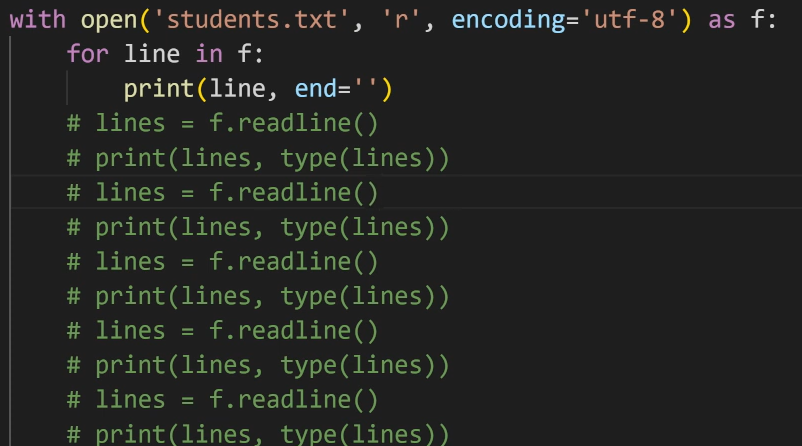 with open('students.txt', 'r', encoding='utf-8') as f:
    for line in f:
        print(line, end='')
    # lines = f.readline()
    # print(lines, type(lines))
    # lines = f.readline()
    # print(lines, type(lines))
    # lines = f.readline()
    # print(lines, type(lines))
    # lines = f.readline()
    # print(lines, type(lines))
    # lines = f.readline()
    # print(lines, type(lines))